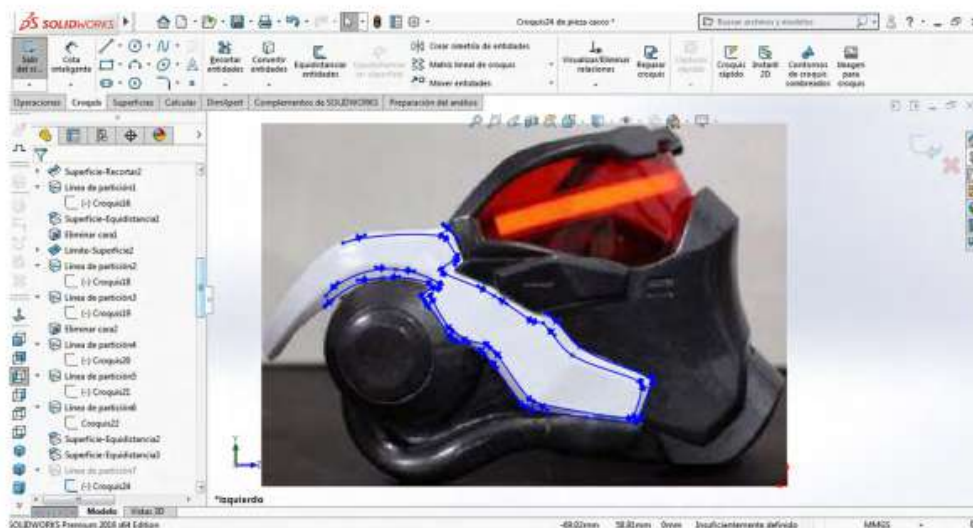 SOLIDWORKS
Croquis24 de pieza casco *
Buscar archivos y modelos
Cota inteligente
Recortar entidades
Convertir entidades
Equidistanciar entidades
Crear simetría de entidades
Matriz lineal de croquis
Mover entidades
Visualizar/Eliminar relaciones
Reparar croquis
Croquis rápido
Instant 2D
Contornos de croquis sombreados
Imagen para croquis
Operaciones
Croquis
Superficies
Calcular
DimXpert
Complementos de SOLIDWORKS
Preparación del análisis
Superficie-Recortar2
Línea de partición1
(-) Croquis16
Superficie-Equidistancia1
Eliminar cara1
Límite-Superficie2
Línea de partición2
(-) Croquis18
Línea de partición3
(-) Croquis19
Eliminar cara2
Línea de partición4
(-) Croquis20
Línea de partición5
(-) Croquis21
Línea de partición6
Croquis22
Superficie-Equidistancia2
Superficie-Equidistancia3
Línea de partición7
(-) Croquis24
*Izquierda
Modelo
Vistas 3D
SOLIDWORKS Premium 2016 x64 Edition
0mm
Insuficientemente definido
MMGS